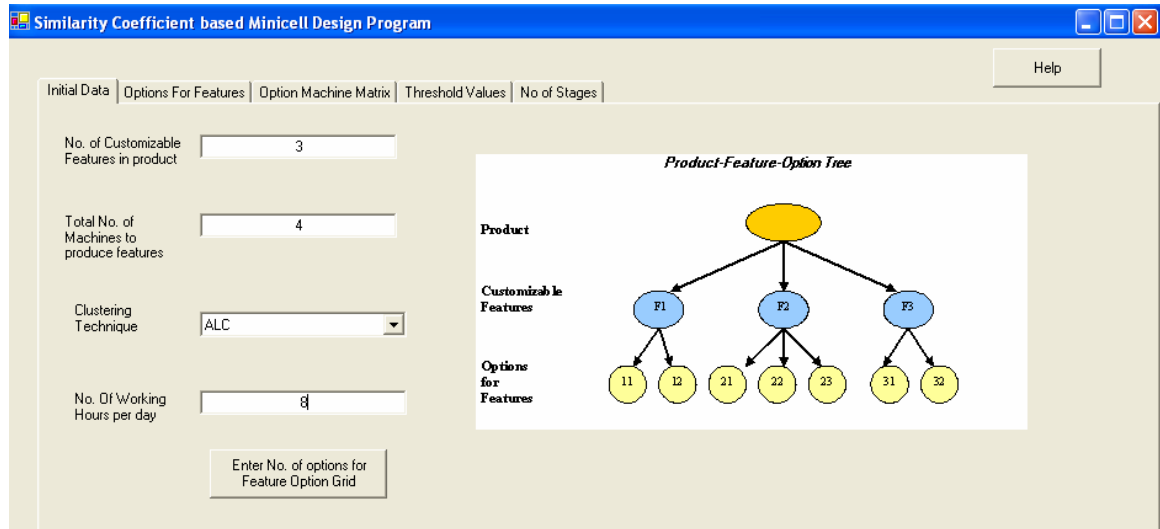 Similarity Coefficient based Minicell Design Program
Help
Initial Data
Options For Features
Option Machine Matrix
Threshold Values
No of Stages
No. of Customizable
Features in product
3
Total No. of
Machines to
produce features
4
Clustering
Technique
ALC
No. Of Working
Hours per day
8
Enter No. of options for
Feature Option Grid
Product-Feature-Option Tree
Product
Customizable
Features
F1
F2
F3
Options
for
Features
11
12
21
22
23
31
32